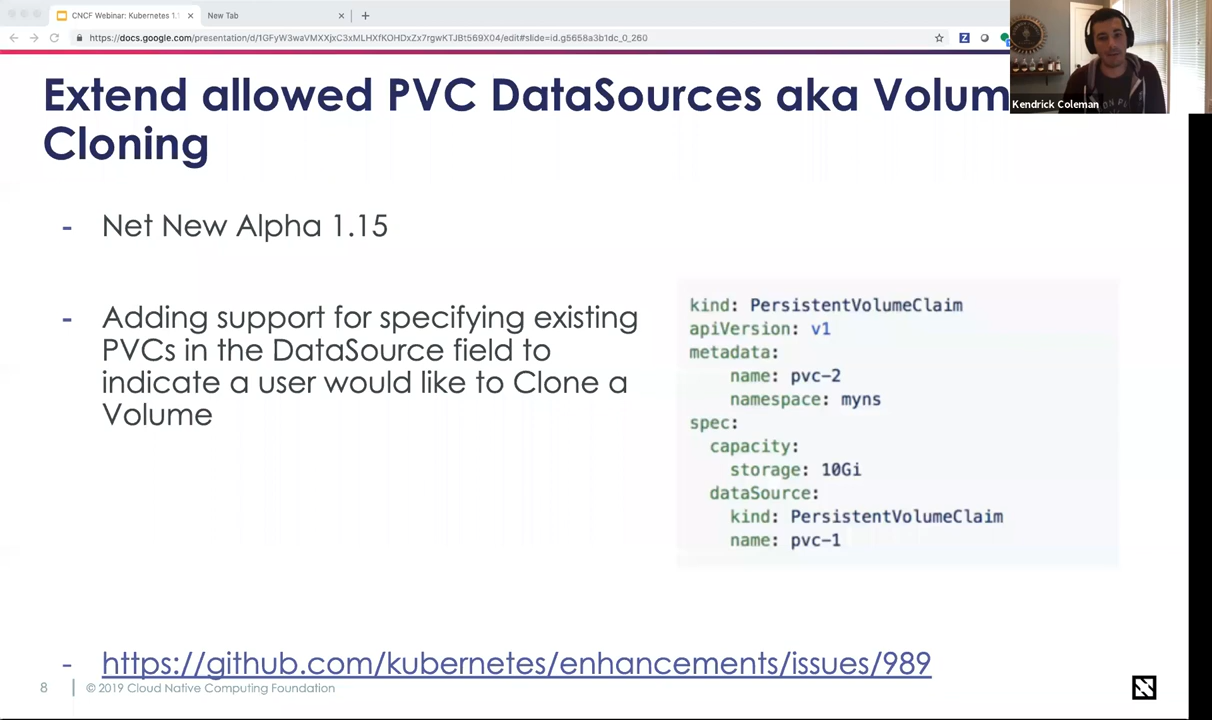 CNCF Webinar: Kubernetes 1.1
New Tab
https://docs.google.com/presentation/d/1GFyW3waVMXXjxC3xMLHXfKOHDxZx7rgwKTJBt569X04/edit#slide=id.g5658a3b1dc_0_260
Extend allowed PVC DataSources aka Volum
Cloning
Kendrick Coleman
- Net New Alpha 1.15
- Adding support for specifying existing
PVCs in the DataSource field to
indicate a user would like to Clone a
Volume
kind: PersistentVolumeClaim
apiVersion: v1
metadata:
name: pvc-2
namespace: myns
spec:
capacity:
storage: 10Gi
dataSource:
kind: PersistentVolumeClaim
name: pvc-1
- https://github.com/kubernetes/enhancements/issues/989
8 | © 2019 Cloud Native Computing Foundation